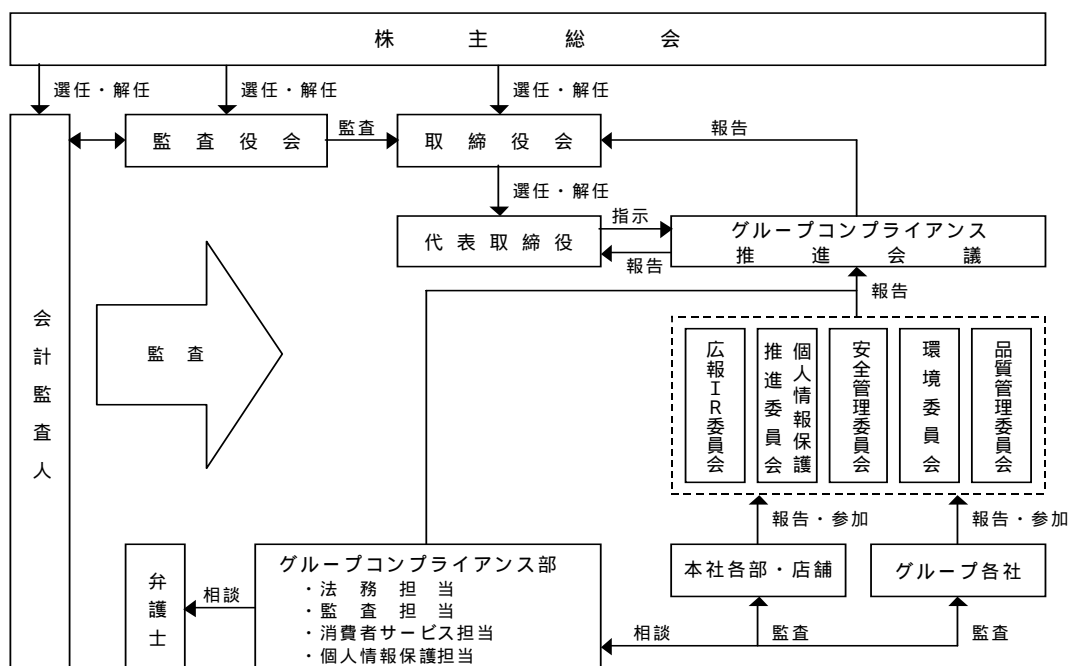 株主総会
選任・解任
選任・解任
選任・解任
監査役会
監査
取締役会
報告
選任・解任
代表取締役
指示
報告
グループコンプライアンス
推進会議
報告
会計監査人
監査
広報IR委員会
個人情報保護
推進委員会
安全管理委員会
環境委員会
品質管理委員会
報告・参加
報告・参加
弁護士
相談
グループコンプライアンス部
・法務担当
・監査担当
・消費者サービス担当
・個人情報保護担当
本社各部・店舗
グループ各社
相談
監査
監査